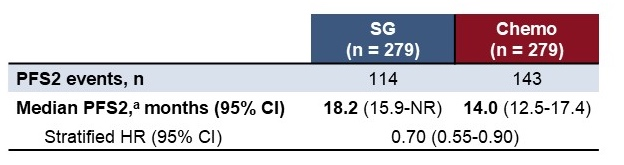 SG Chemo
(n = 279) (n = 279)
PFS2 events, n 114 143
Median PFS2,ᵃ months (95% CI) 18.2 (15.9-NR) 14.0 (12.5-17.4)
Stratified HR (95% CI) 0.70 (0.55-0.90)